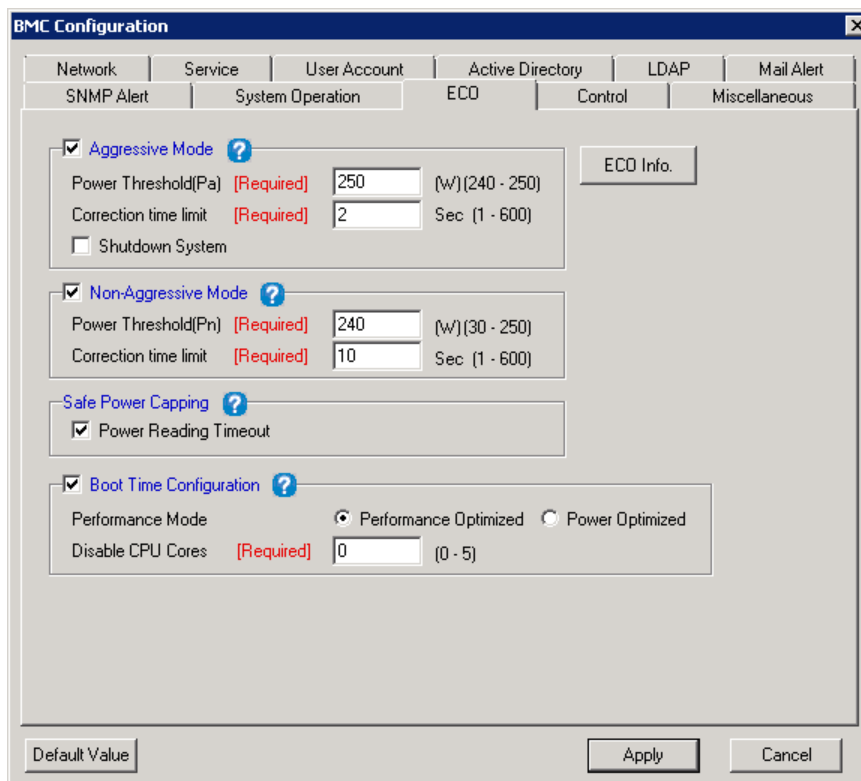 BMC Configuration
Network Service User Account Active Directory LDAP Mail Alert
SNMP Alert System Operation ECO Control Miscellaneous
Aggressive Mode ?
ECO Info.
Power Threshold(Pa) [Required] 250 (W)(240 - 250)
Correction time limit [Required] 2 Sec (1 - 600)
Shutdown System
Non-Aggressive Mode ?
Power Threshold(Pn) [Required] 240 (W)(30 - 250)
Correction time limit [Required] 10 Sec (1 - 600)
Safe Power Capping ?
Power Reading Timeout
Boot Time Configuration ?
Performance Mode Performance Optimized Power Optimized
Disable CPU Cores [Required] 0 (0 - 5)
Default Value Apply Cancel